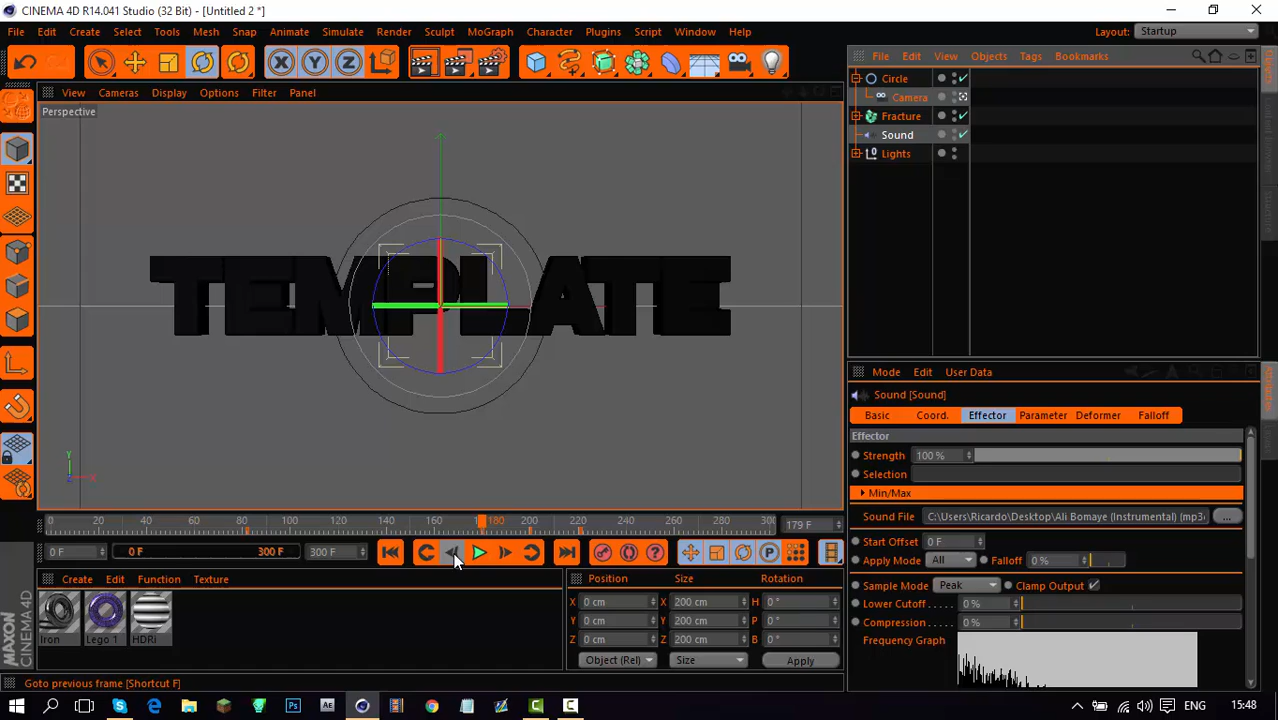 CINEMA 4D R14.041 Studio (32 Bit) - [Untitled 2 *]
File Edit Create Select Tools Mesh Snap Animate Simulate Render Sculpt MoGraph Character Plugins Script Window Help Layout: Startup
File Edit View Objects Tags Bookmarks
View Cameras Display Options Filter Panel
Perspective
Circle
Camera
Fracture
Sound
Lights
TEMPLATE
Mode Edit User Data
Sound [Sound]
Basic Coord. Effector Parameter Deformer Falloff
Effector
Strength 100 %
Selection
Min/Max
Sound File C:\Users\Ricardo\Desktop\Ali Bomaye (Instrumental) (mp3
Start Offset 0 F
Apply Mode All Falloff 0 %
Sample Mode Peak Clamp Output
Lower Cutoff . . . . . 0 %
Compression . . . . . 0 %
Frequency Graph
0 20 40 60 80 100 120 140 160 180 200 220 240 260 280 300 179 F
0 F 0 F 300 F 300 F
Create Edit Function Texture
Iron Lego 1 HDRi
Position Size Rotation
X 0 cm X 200 cm H 0 °
Y 0 cm Y 200 cm P 0 °
Z 0 cm Z 200 cm B 0 °
Object (Rel) Size Apply
MAXON CINEMA 4D
Goto previous frame [Shortcut F]
ENG 15:48